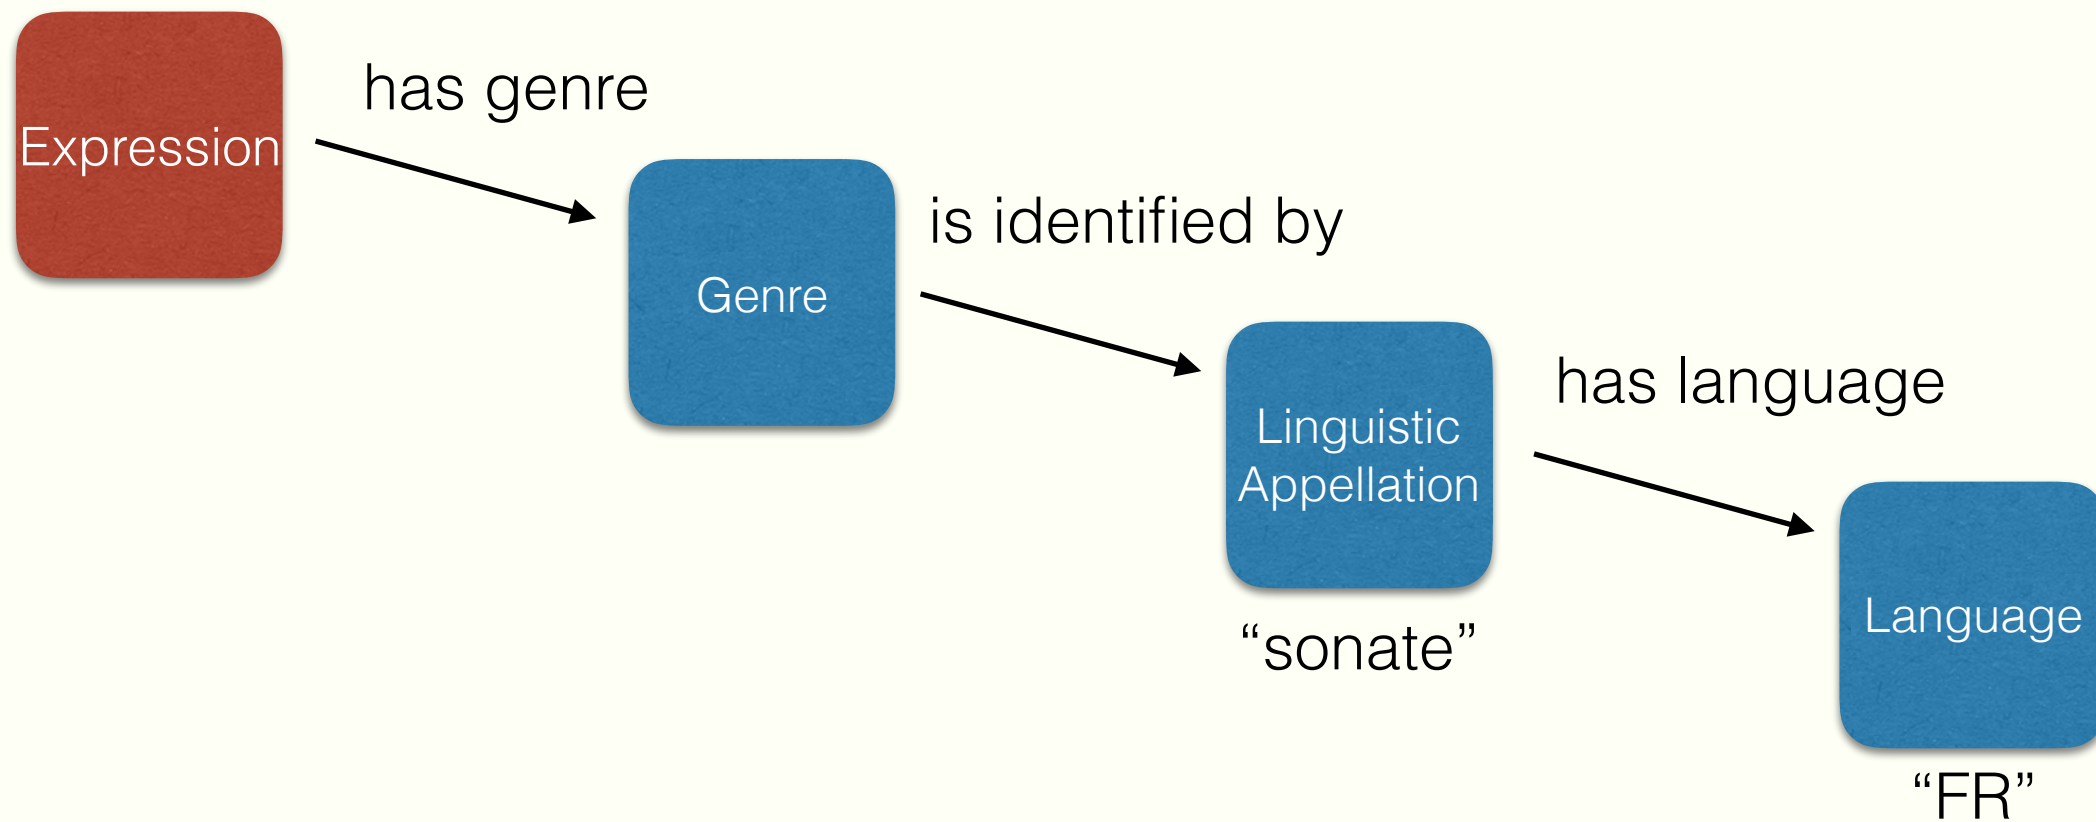 Expression
has genre
Genre
is identified by
Linguistic
Appellation
“sonate”
has language
Language
“FR”